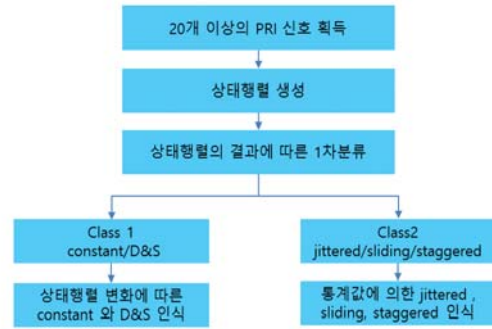 20개 이상의 PRI 신호 획득
상태행렬 생성
상태행렬의 결과에 따른 1차분류
Class 1
constant/D&S
Class2
jittered/sliding/staggered
상태행렬 변화에 따른
constant 와 D&S 인식
통계값에 의한 jittered ,
sliding, staggered 인식